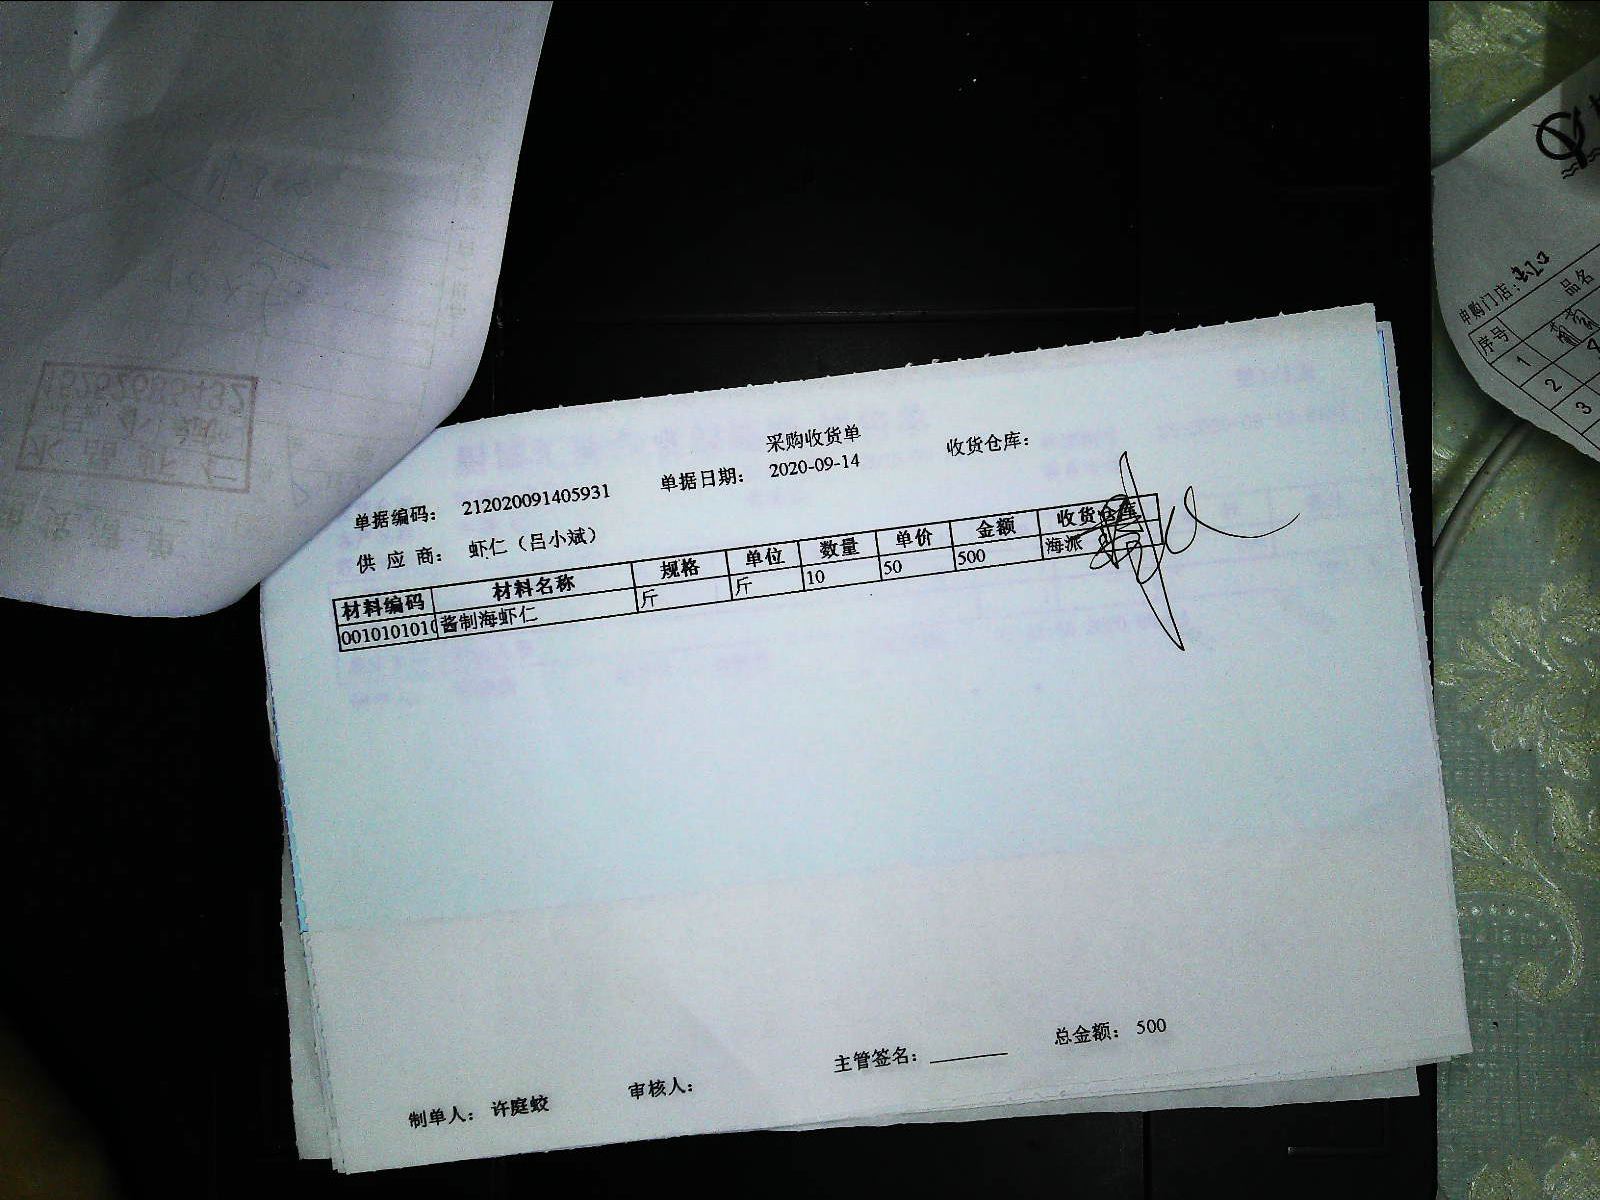 采购收货单
单据编码： 212020091405931 单据日期： 2020-09-14 收货仓库：
供 应 商： 虾仁（吕小斌）
材料编码 材料名称 规格 单位 数量 单价 金额 收货仓库
0010101010 酱制海虾仁 斤 斤 10 50 500 海派
制单人： 许庭蛟 审核人： 主管签名： 总金额： 500
申购门店：
序号 品名
1
2
3